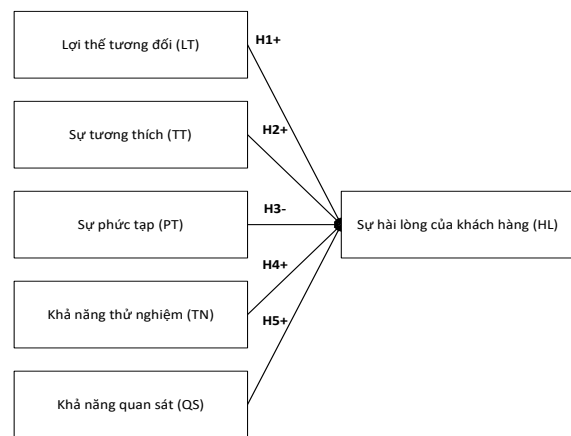 Lợi thế tương đối (LT)
H1+
Sự tương thích (TT)
H2+
Sự phức tạp (PT)
H3-
Sự hài lòng của khách hàng (HL)
Khả năng thử nghiệm (TN)
H4+
Khả năng quan sát (QS)
H5+